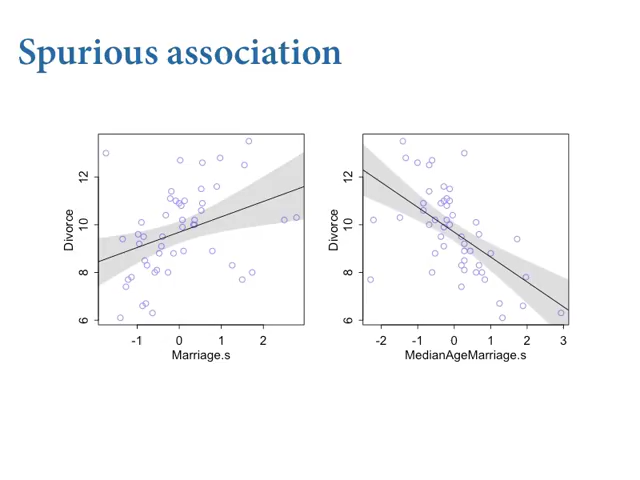 Spurious association
Divorce
6 8 10 12
-1 0 1 2
Marriage.s
Divorce
6 8 10 12
-2 -1 0 1 2 3
MedianAgeMarriage.s